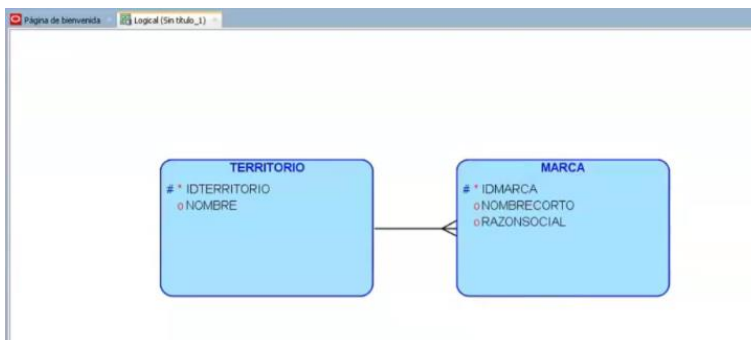 Página de bienvenida
Logical (Sin título_1)
TERRITORIO
# * IDTERRITORIO
o NOMBRE
MARCA
# * IDMARCA
o NOMBRECORTO
o RAZONSOCIAL